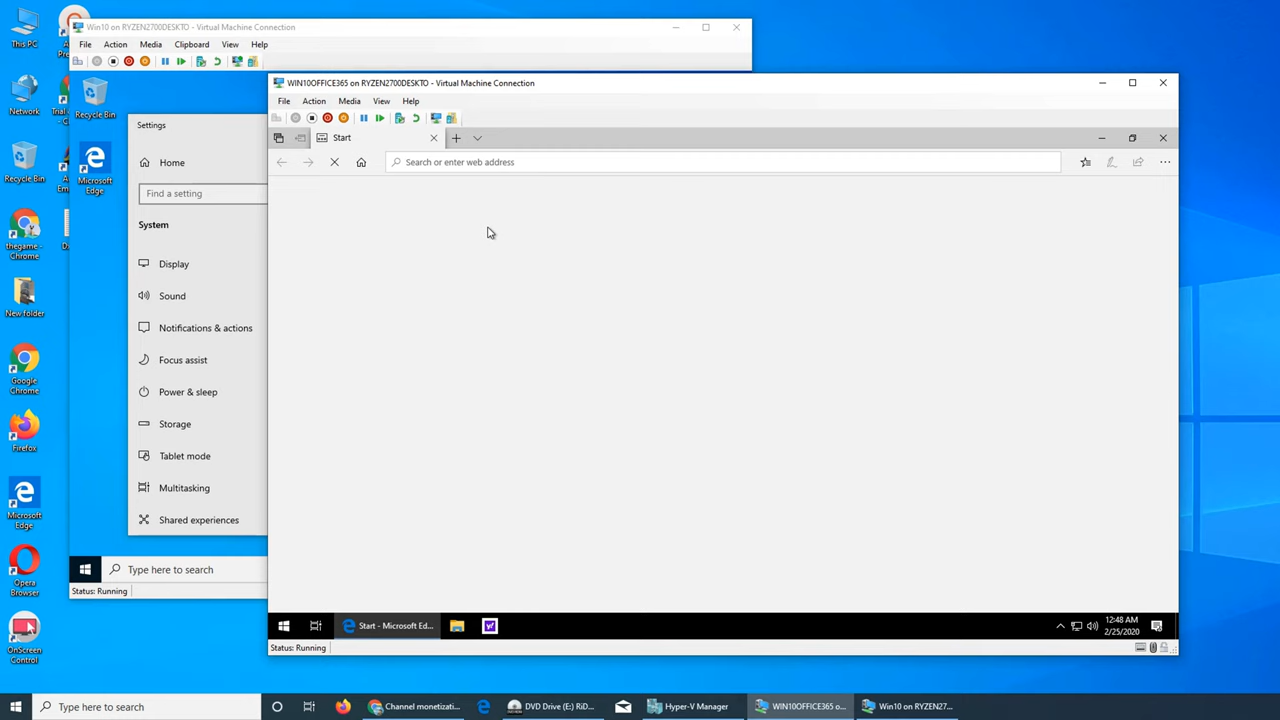 This PC
Network
Recycle Bin
thegame -
Chrome
New folder
Google
Chrome
Firefox
Microsoft
Edge
Opera
Browser
OnScreen
Control
Win10 on RYZEN2700DESKTO - Virtual Machine Connection
File Action Media Clipboard View Help
Recycle Bin
Microsoft
Edge
Settings
Home
Find a setting
System
Display
Sound
Notifications & actions
Focus assist
Power & sleep
Storage
Tablet mode
Multitasking
Shared experiences
Type here to search
Status: Running
WIN10OFFICE365 on RYZEN2700DESKTO - Virtual Machine Connection
File Action Media View Help
Start
Search or enter web address
Start - Microsoft Ed...
12:48 AM
2/25/2020
Status: Running
Type here to search
Channel monetizati...
DVD Drive (E:) RiD...
Hyper-V Manager
WIN10OFFICE365 o...
Win10 on RYZEN27...